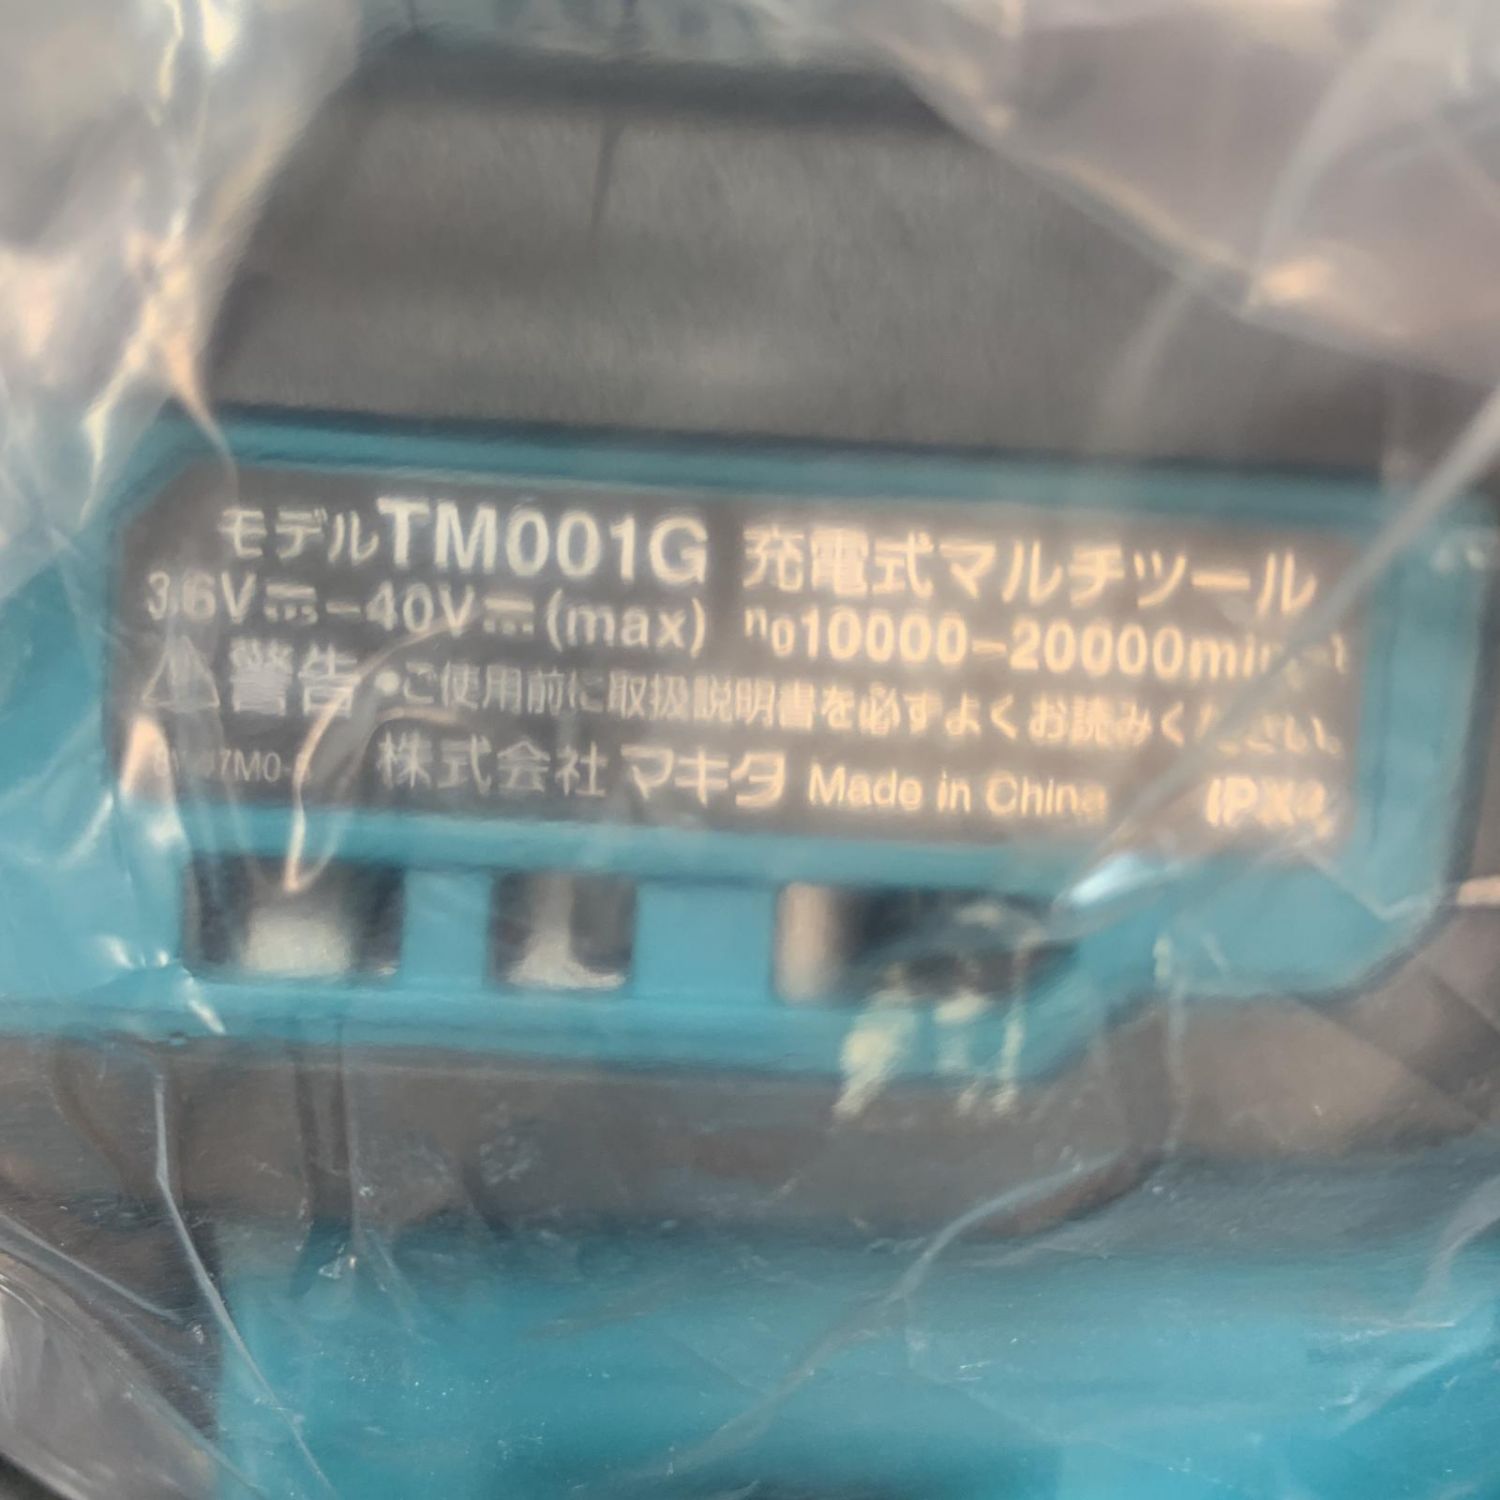 モデルTM001G 充電式マルチツール
36V⎓-40V⎓(max) n₀10000-20000min⁻¹
⚠警告 •ご使用前に取扱説明書を必ずよくお読みください。
株式会社マキタ Made in China IPX4